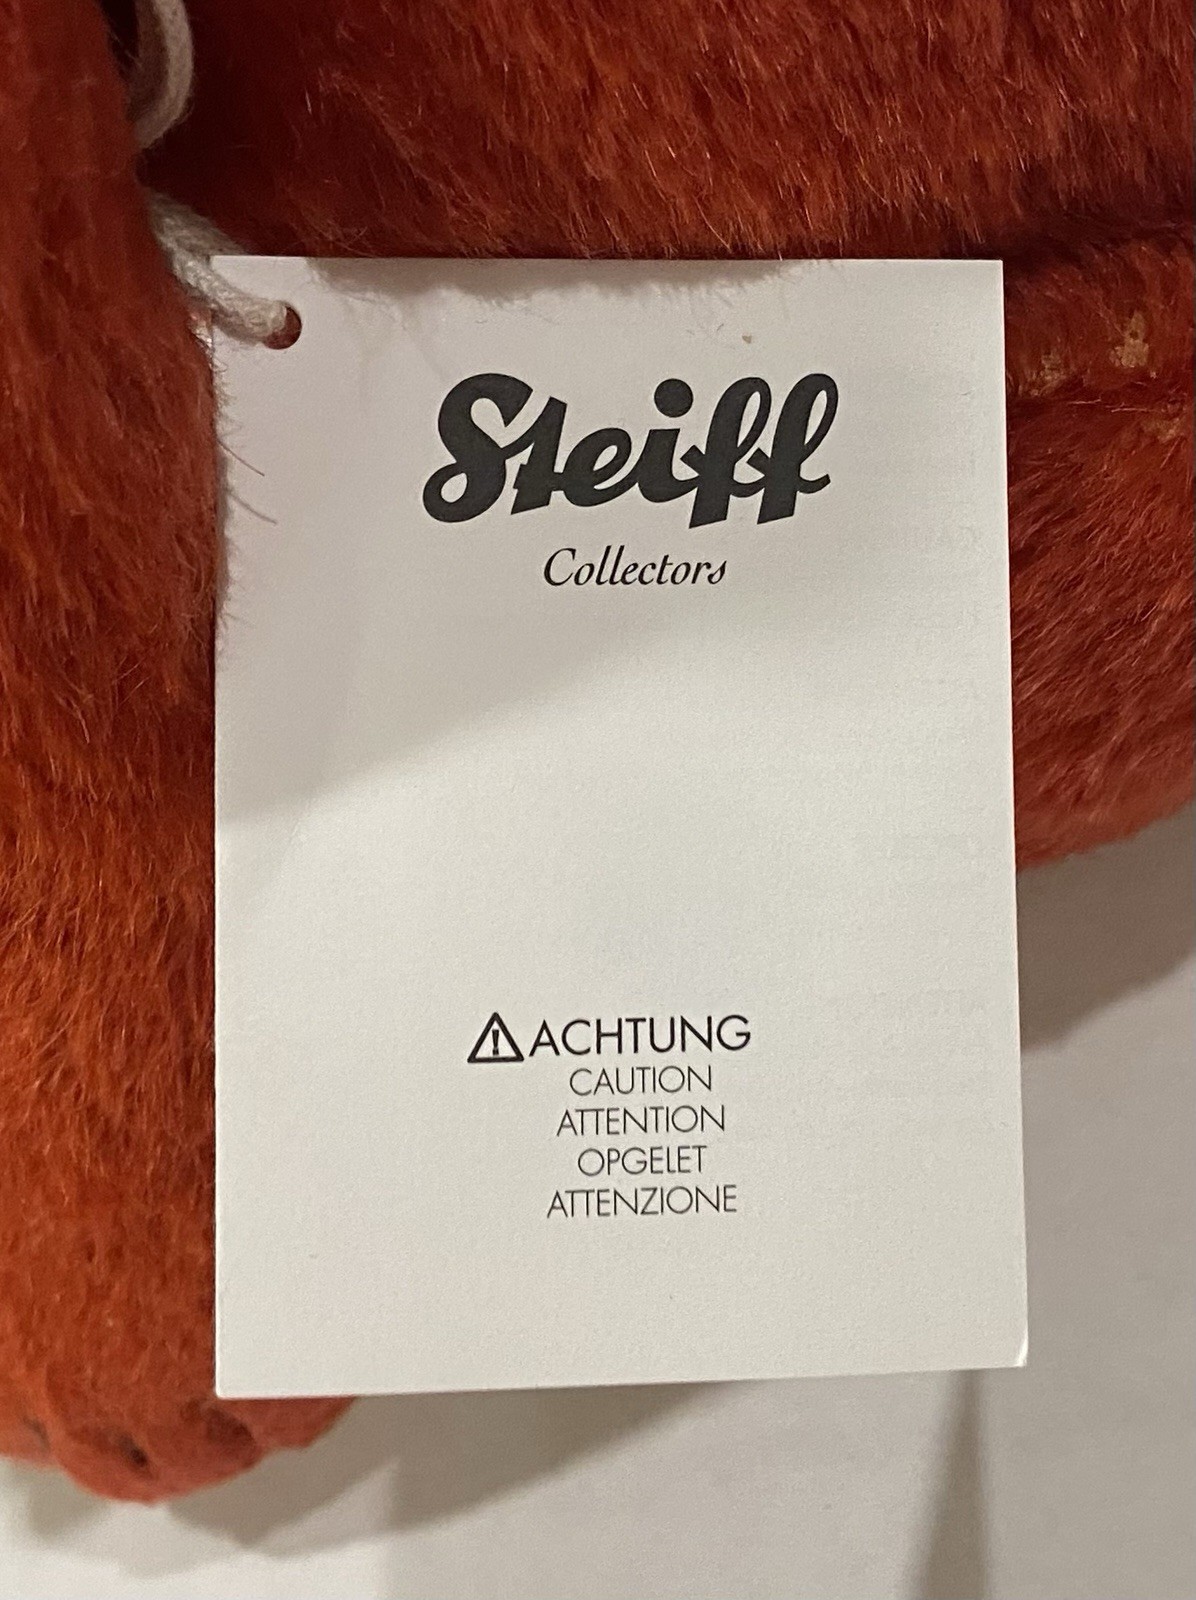 Steiff
Collectors
ACHTUNG
CAUTION
ATTENTION
OPGELET
ATTENZIONE